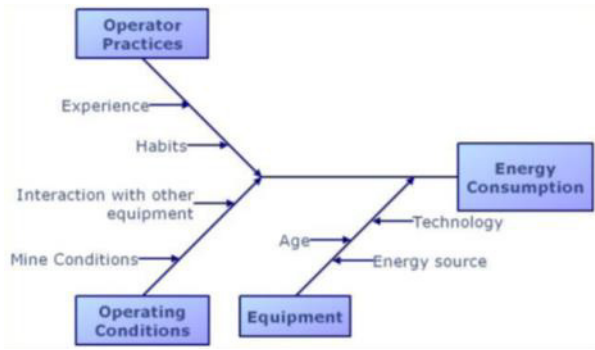 Operator
Practices
Experience
Habits
Interaction with other
equipment
Mine Conditions
Operating
Conditions
Energy
Consumption
Technology
Age
Energy source
Equipment